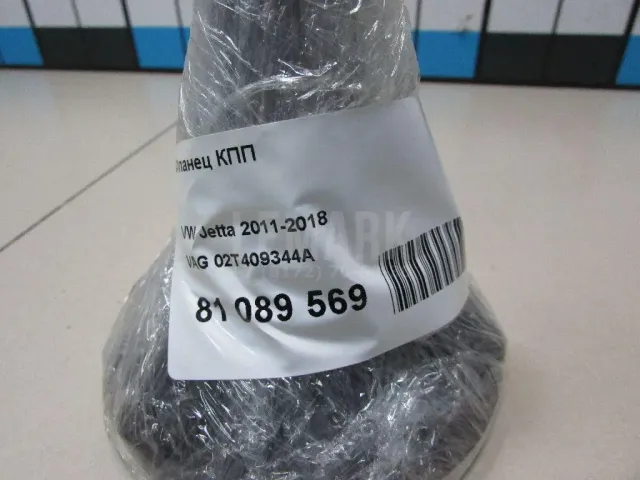 Фланец КПП
VW Jetta 2011-2018
VAG 02T409344A
81 089 569